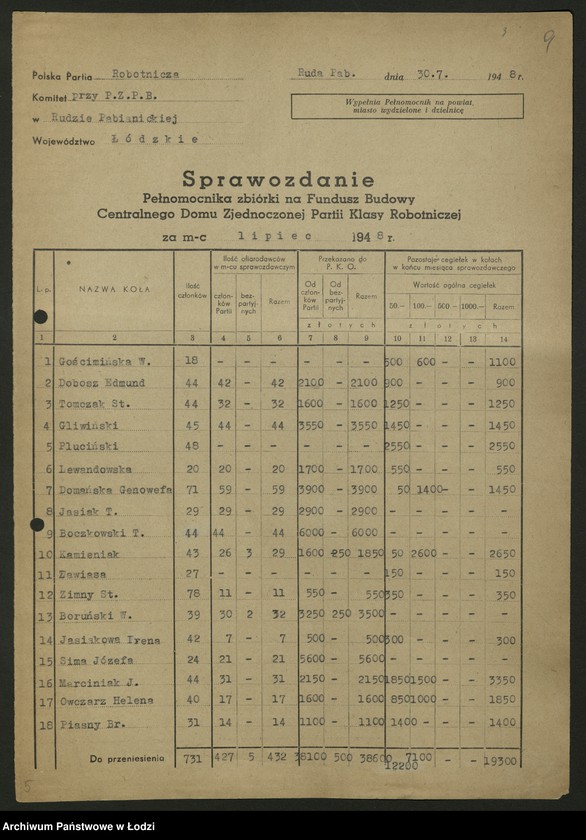 9
Polska Partia Robotnicza Ruda Pab. dnia 30.7. 1948r.
Komitet przy P.Z.P.B.
w Rudzie Pabianickiej
Województwo Łódzkie
Wypełnia Pełnomocnik na powiat,
miasto wydzielone i dzielnicę
Sprawozdanie
Pełnomocnika zbiórki na Fundusz Budowy
Centralnego Domu Zjednoczonej Partii Klasy Robotniczej
za m-c lipiec 1948r.
L.p. NAZWA KOŁA Ilość członków Ilość ofiarodawców w m-cu sprawozdawczym Przekazano do P. K. O. Pozostaje cegiełek w kołach w końcu miesiąca sprawozdawczego
człon-ków Partii bez-partyj-nych Razem Od człon-ków Partii Od bez-partyj-nych Razem Wartość ogólna cegiełek
50.— 100.— 500 — 1000.— Razem
złotych złotych
1 2 3 4 5 6 7 8 9 10 11 12 13 14
1 Gościmińska W. 18 - - - - - - 500 600 - - 1100
2 Dobosz Edmund 44 42 - 42 2100 - 2100 900 - - - 900
3 Tomczak St. 44 32 - 32 1600 - 1600 1250 - - - 1250
4 Gliwiński 45 44 - 44 3550 - 3550 1450 - - - 1450
5 Pluciński 48 - - - - - - 2550 - - - 2550
6 Lewandowska 20 20 - 20 1700 - 1700 550 - - - 550
7 Domańska Genowefa 71 59 - 59 3900 - 3900 50 1400 - - 1450
8 Jasiak T. 29 29 - 29 2900 - 2900 - - - - -
9 Boczkowski T. 44 44 - 44 6000 - 6000 - - - - -
10 Kamieniak 43 26 3 29 1600 250 1850 50 2600 - - 2650
11 Zawiasa 27 - - - - - - 150 - - - 150
12 Zimny St. 78 11 - 11 550 - 550 350 - - - 350
13 Boruński W. 39 30 2 32 3250 250 3500 - - - - -
14 Jasiakowa Irena 42 7 - 7 500 - 500 300 - - - 300
15 Sima Józefa 24 21 - 21 5600 - 5600 - - - - -
16 Marciniak J. 44 31 - 31 2150 - 2150 1850 1500 - - 3350
17 Owczarz Helena 40 17 - 17 1600 - 1600 850 1000 - - 1850
18 Piasny Br. 31 14 - 14 1100 - 1100 1400 - - - 1400
Do przeniesienia 731 427 5 432 38100 500 38600 12200 7100 - - 19300
5
Archiwum Państwowe w Łodzi